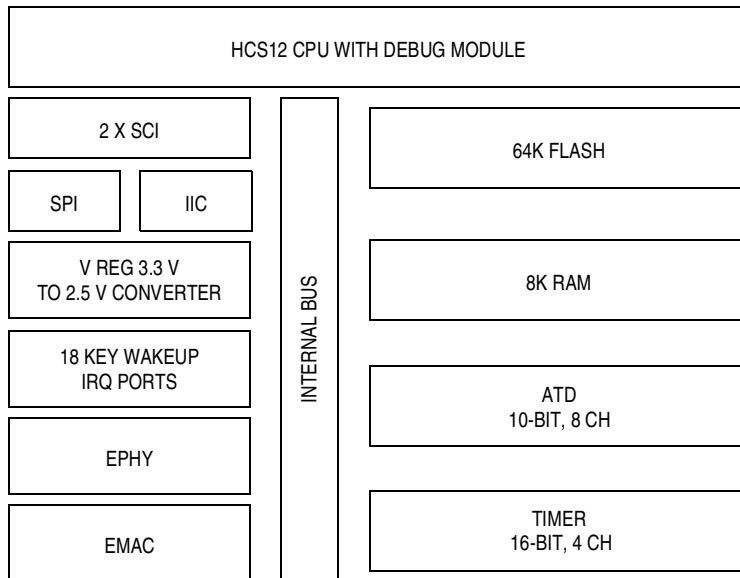 HCS12 CPU WITH DEBUG MODULE
2 X SCI
SPI
IIC
V REG 3.3 V
TO 2.5 V CONVERTER
18 KEY WAKEUP
IRQ PORTS
EPHY
EMAC
INTERNAL BUS
64K FLASH
8K RAM
ATD
10-BIT, 8 CH
TIMER
16-BIT, 4 CH